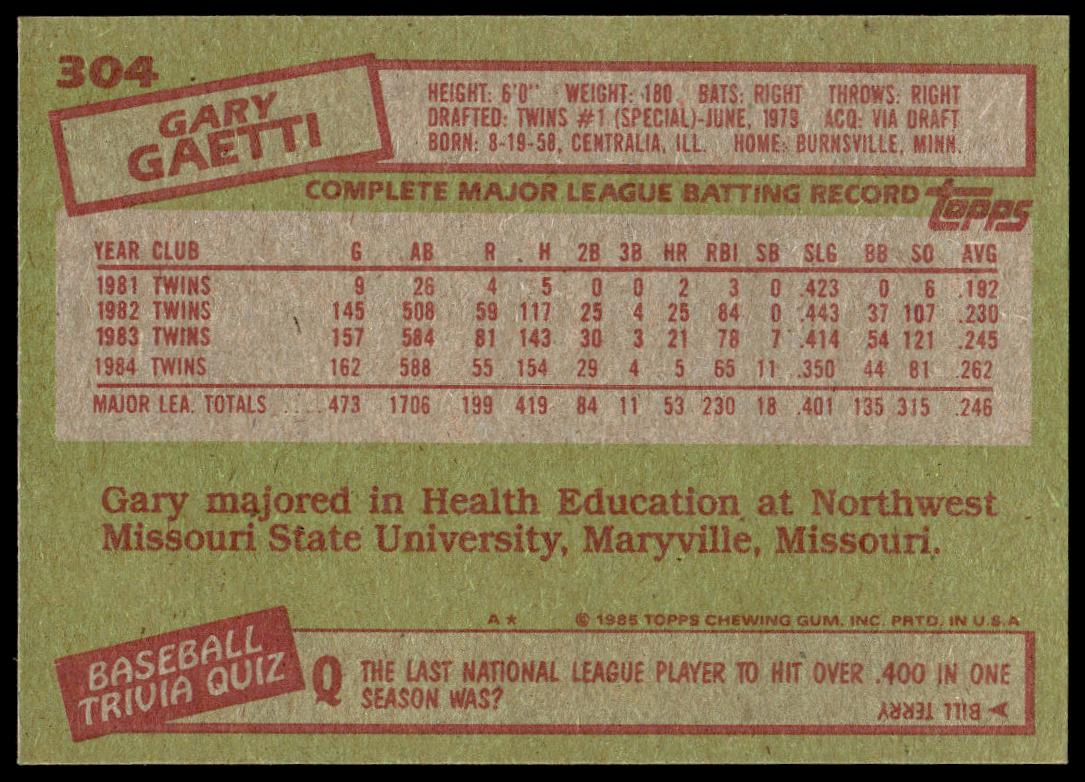 304
GARY
GAETTI
HEIGHT: 6'0" WEIGHT: 180 BATS: RIGHT THROWS: RIGHT
DRAFTED: TWINS #1 (SPECIAL)-JUNE, 1979 ACQ: VIA DRAFT
BORN: 8-19-58, CENTRALIA, ILL. HOME: BURNSVILLE, MINN.
COMPLETE MAJOR LEAGUE BATTING RECORD topps
YEAR CLUB G AB R H 2B 3B HR RBI SB SLG BB SO AVG
1981 TWINS 9 26 4 5 0 0 2 3 0 .423 0 6 .192
1982 TWINS 145 508 59 117 25 4 25 84 0 .443 37 107 .230
1983 TWINS 157 584 81 143 30 3 21 78 7 .414 54 121 .245
1984 TWINS 162 588 55 154 29 4 5 65 11 .350 44 81 .262
MAJOR LEA. TOTALS ..... 473 1706 199 419 84 11 53 230 18 .401 135 315 .246
Gary majored in Health Education at Northwest
Missouri State University, Maryville, Missouri.
A* © 1985 TOPPS CHEWING GUM, INC. PRTD. IN U.S.A
BASEBALL
TRIVIA QUIZ
Q THE LAST NATIONAL LEAGUE PLAYER TO HIT OVER .400 IN ONE
SEASON WAS?
A BILL TERRY